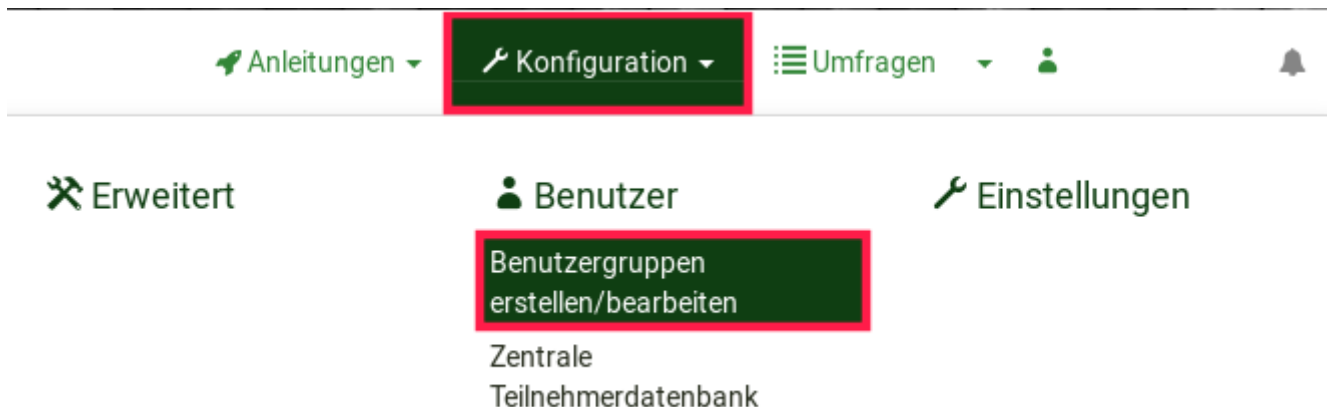 Anleitungen
Konfiguration
Umfragen
Erweitert
Benutzer
Einstellungen
Benutzergruppen
erstellen/bearbeiten
Zentrale
Teilnehmerdatenbank